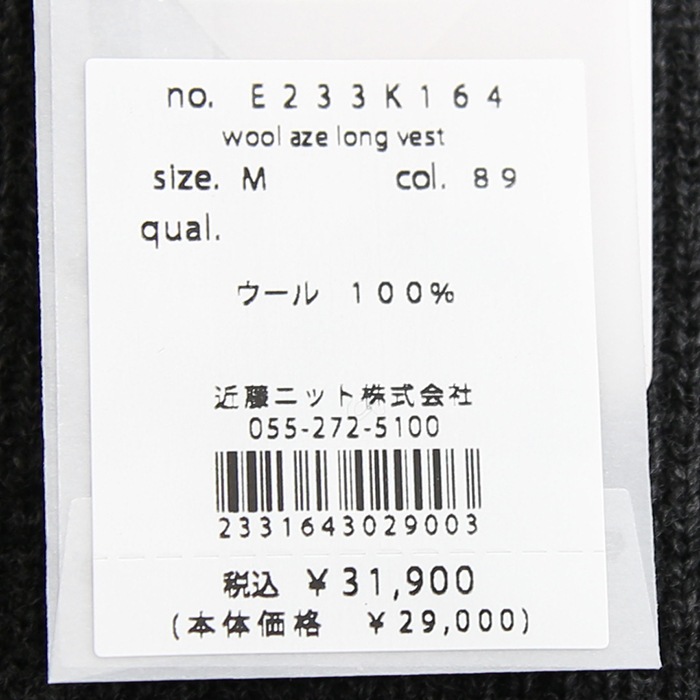 no. E233K164
wool aze long vest
size. M col. 89
qual.
ウール 100%
近藤ニット株式会社
055-272-5100
2331643029003
税込 ¥31,900
(本体価格 ¥29,000)